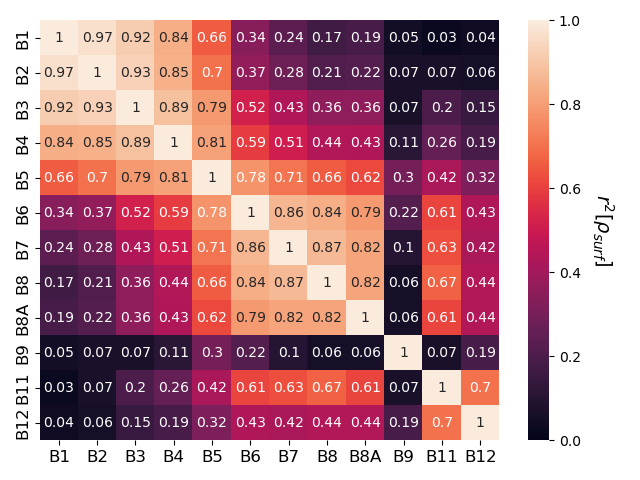 B1 1 0.97 0.92 0.84 0.66 0.34 0.24 0.17 0.19 0.05 0.03 0.04
B2 0.97 1 0.93 0.85 0.7 0.37 0.28 0.21 0.22 0.07 0.07 0.06
B3 0.92 0.93 1 0.89 0.79 0.52 0.43 0.36 0.36 0.07 0.2 0.15
B4 0.84 0.85 0.89 1 0.81 0.59 0.51 0.44 0.43 0.11 0.26 0.19
B5 0.66 0.7 0.79 0.81 1 0.78 0.71 0.66 0.62 0.3 0.42 0.32
B6 0.34 0.37 0.52 0.59 0.78 1 0.86 0.84 0.79 0.22 0.61 0.43
B7 0.24 0.28 0.43 0.51 0.71 0.86 1 0.87 0.82 0.1 0.63 0.42
B8 0.17 0.21 0.36 0.44 0.66 0.84 0.87 1 0.82 0.06 0.67 0.44
B8A 0.19 0.22 0.36 0.43 0.62 0.79 0.82 0.82 1 0.06 0.61 0.44
B9 0.05 0.07 0.07 0.11 0.3 0.22 0.1 0.06 0.06 1 0.07 0.19
B11 0.03 0.07 0.2 0.26 0.42 0.61 0.63 0.67 0.61 0.07 1 0.7
B12 0.04 0.06 0.15 0.19 0.32 0.43 0.42 0.44 0.44 0.19 0.7 1
B1 B2 B3 B4 B5 B6 B7 B8 B8A B9 B11 B12
1.0
0.8
0.6
0.4
0.2
0.0
r²[ρ_surf]